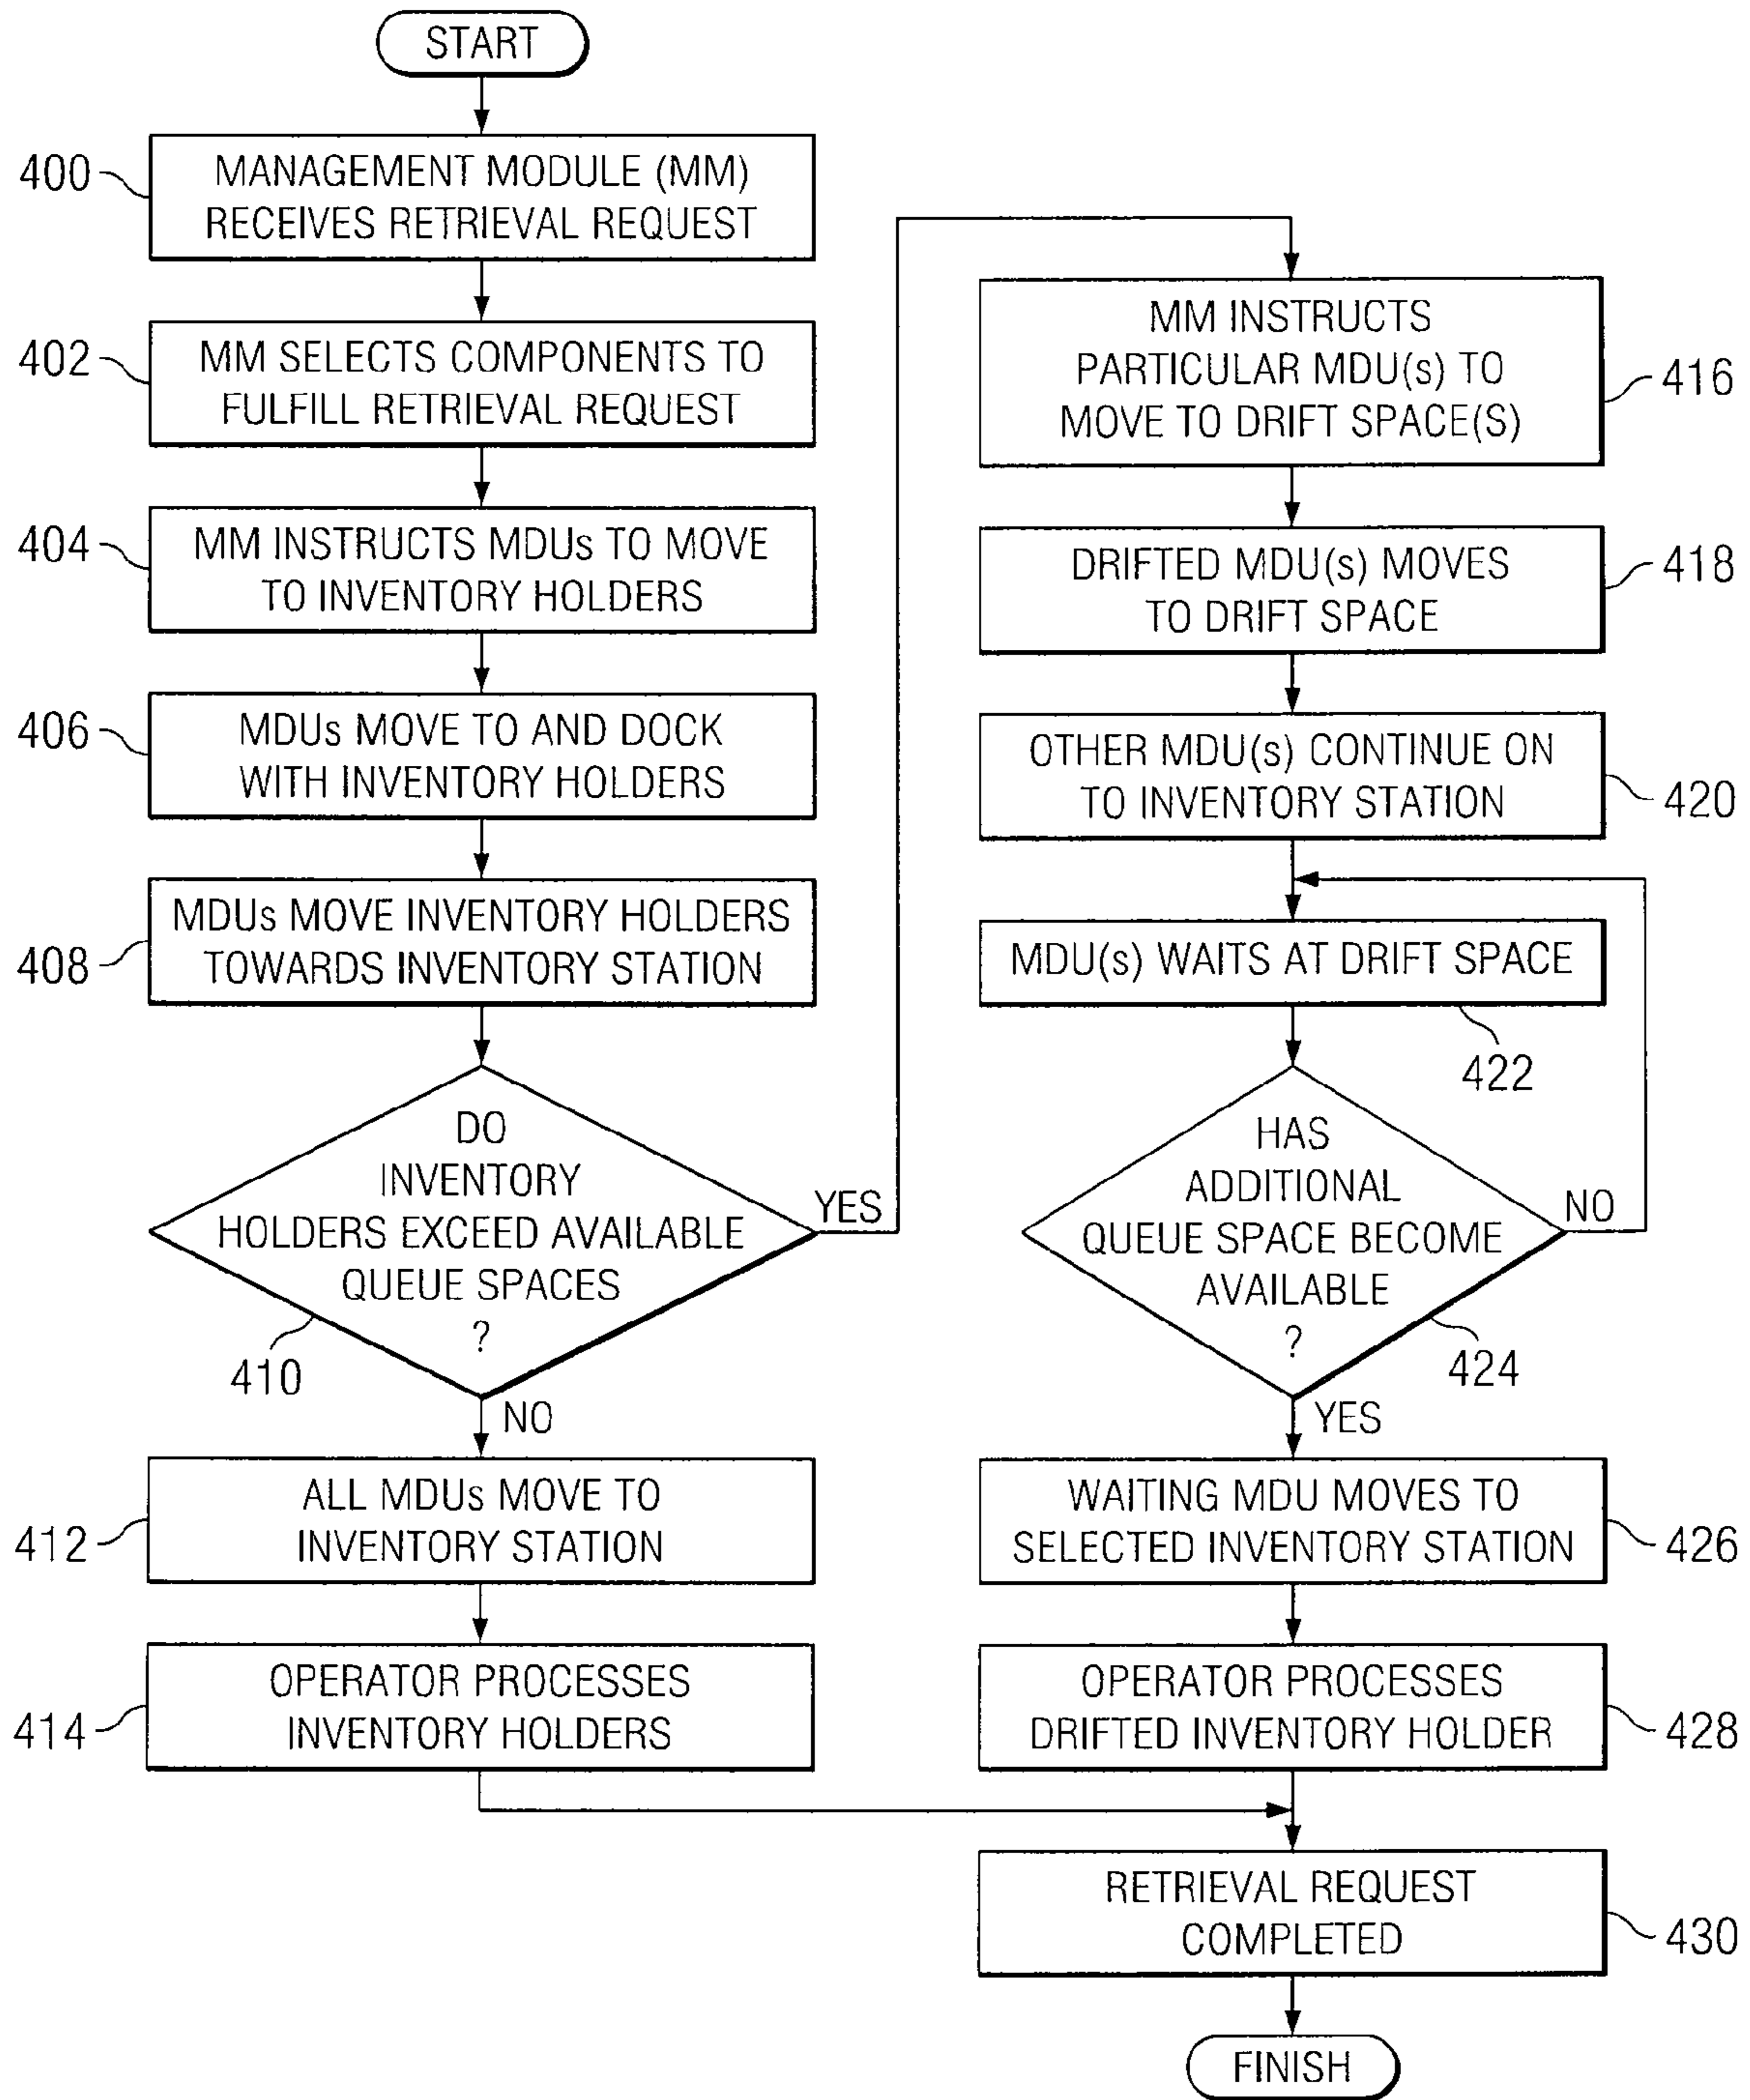 START
400
MANAGEMENT MODULE (MM)
RECEIVES RETRIEVAL REQUEST
402
MM SELECTS COMPONENTS TO
FULFILL RETRIEVAL REQUEST
404
MM INSTRUCTS MDUs TO MOVE
TO INVENTORY HOLDERS
406
MDUs MOVE TO AND DOCK
WITH INVENTORY HOLDERS
408
MDUs MOVE INVENTORY HOLDERS
TOWARDS INVENTORY STATION
DO
INVENTORY
HOLDERS EXCEED AVAILABLE
QUEUE SPACES
?
YES
410
NO
412
ALL MDUs MOVE TO
INVENTORY STATION
414
OPERATOR PROCESSES
INVENTORY HOLDERS
MM INSTRUCTS
PARTICULAR MDU(s) TO
MOVE TO DRIFT SPACE(S)
416
DRIFTED MDU(s) MOVES
TO DRIFT SPACE
418
OTHER MDU(s) CONTINUE ON
TO INVENTORY STATION
420
MDU(s) WAITS AT DRIFT SPACE
422
HAS
ADDITIONAL
QUEUE SPACE BECOME
AVAILABLE
?
NO
424
YES
WAITING MDU MOVES TO
SELECTED INVENTORY STATION
426
OPERATOR PROCESSES
DRIFTED INVENTORY HOLDER
428
RETRIEVAL REQUEST
COMPLETED
430
FINISH